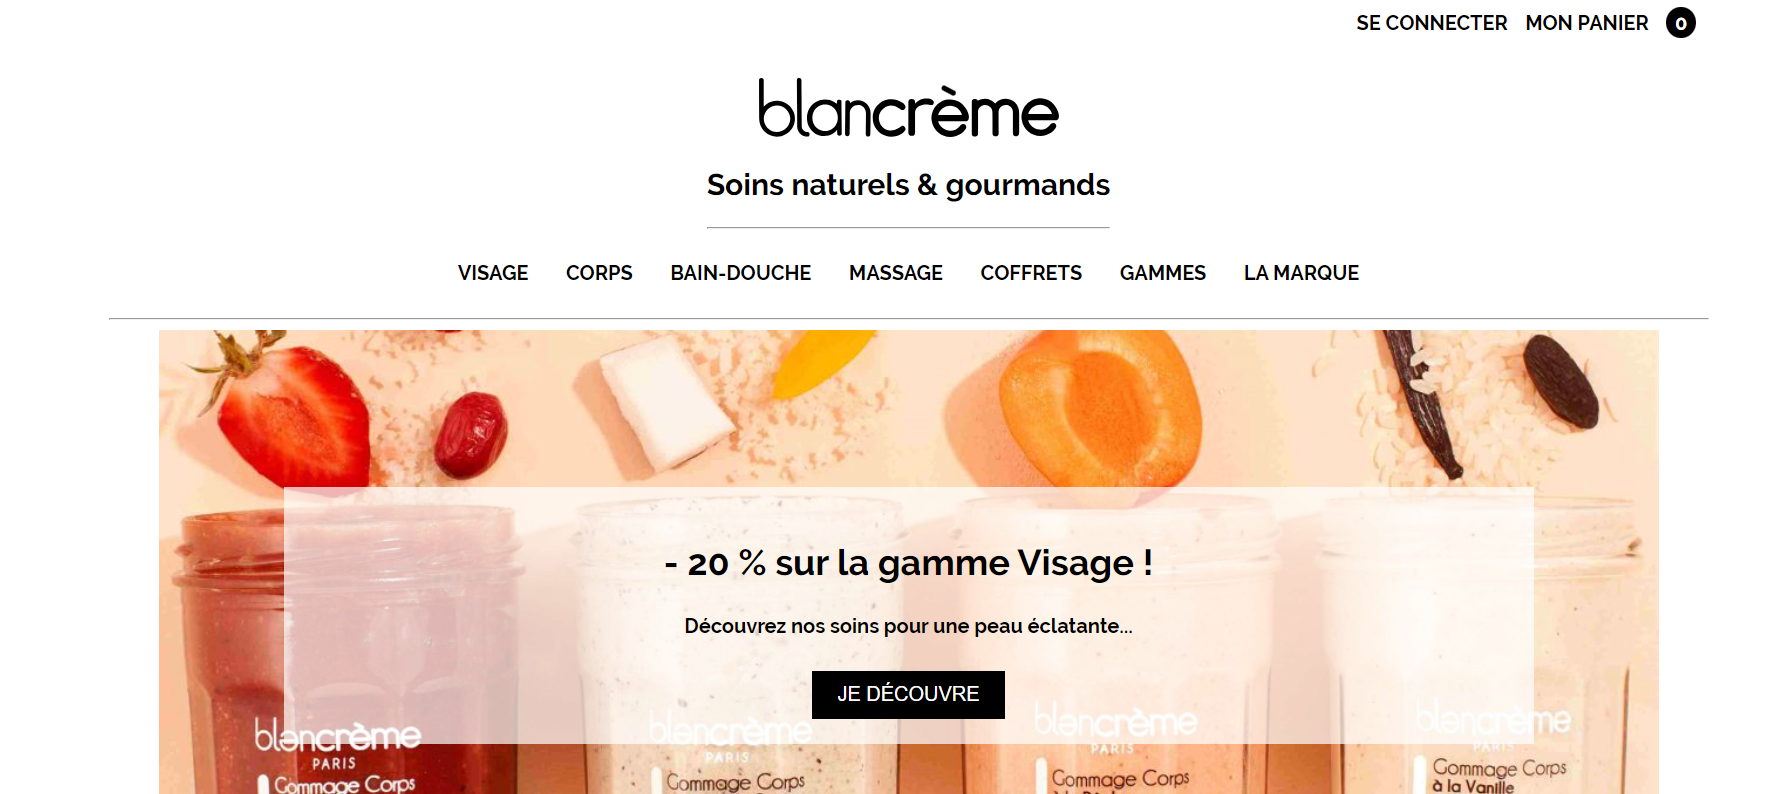 SE CONNECTER MON PANIER 0
blancrème
Soins naturels & gourmands
VISAGE CORPS BAIN-DOUCHE MASSAGE COFFRETS GAMMES LA MARQUE
- 20 % sur la gamme Visage !
Découvrez nos soins pour une peau éclatante...
JE DÉCOUVRE
blancrème
PARIS
Gommage Corps
blancrème
PARIS
Gommage Corps
blancrème
PARIS
Gommage Corps
blancrème
PARIS
Gommage Corps
à la Vanille